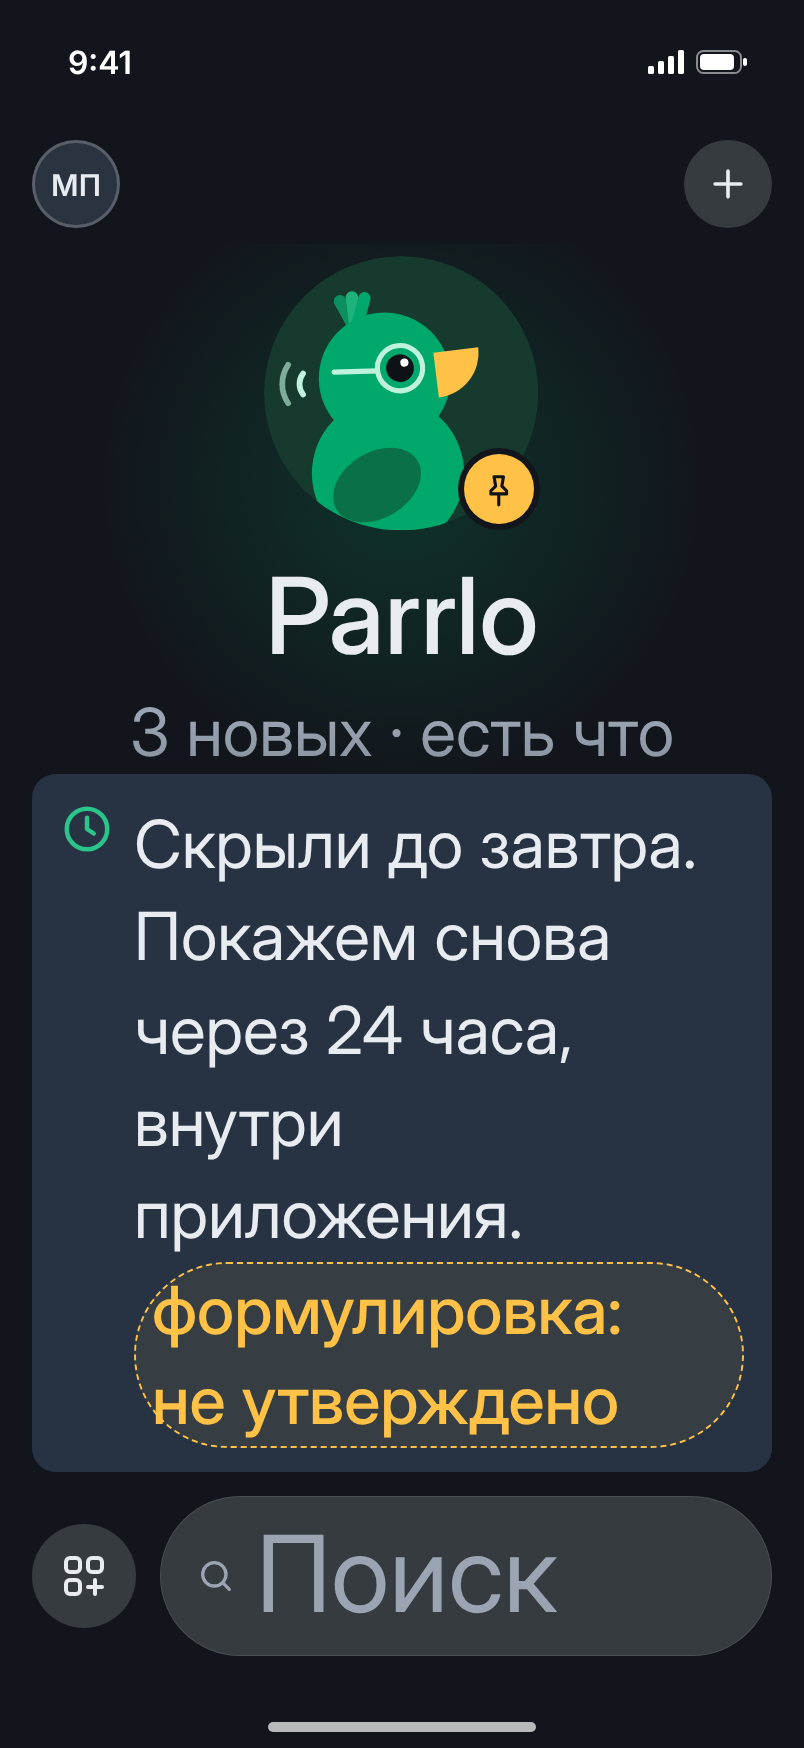 9:41
МП
Parrlo
3 новых · есть что
Скрыли до завтра.
Покажем снова
через 24 часа,
внутри
приложения.
формулировка:
не утверждено
Поиск